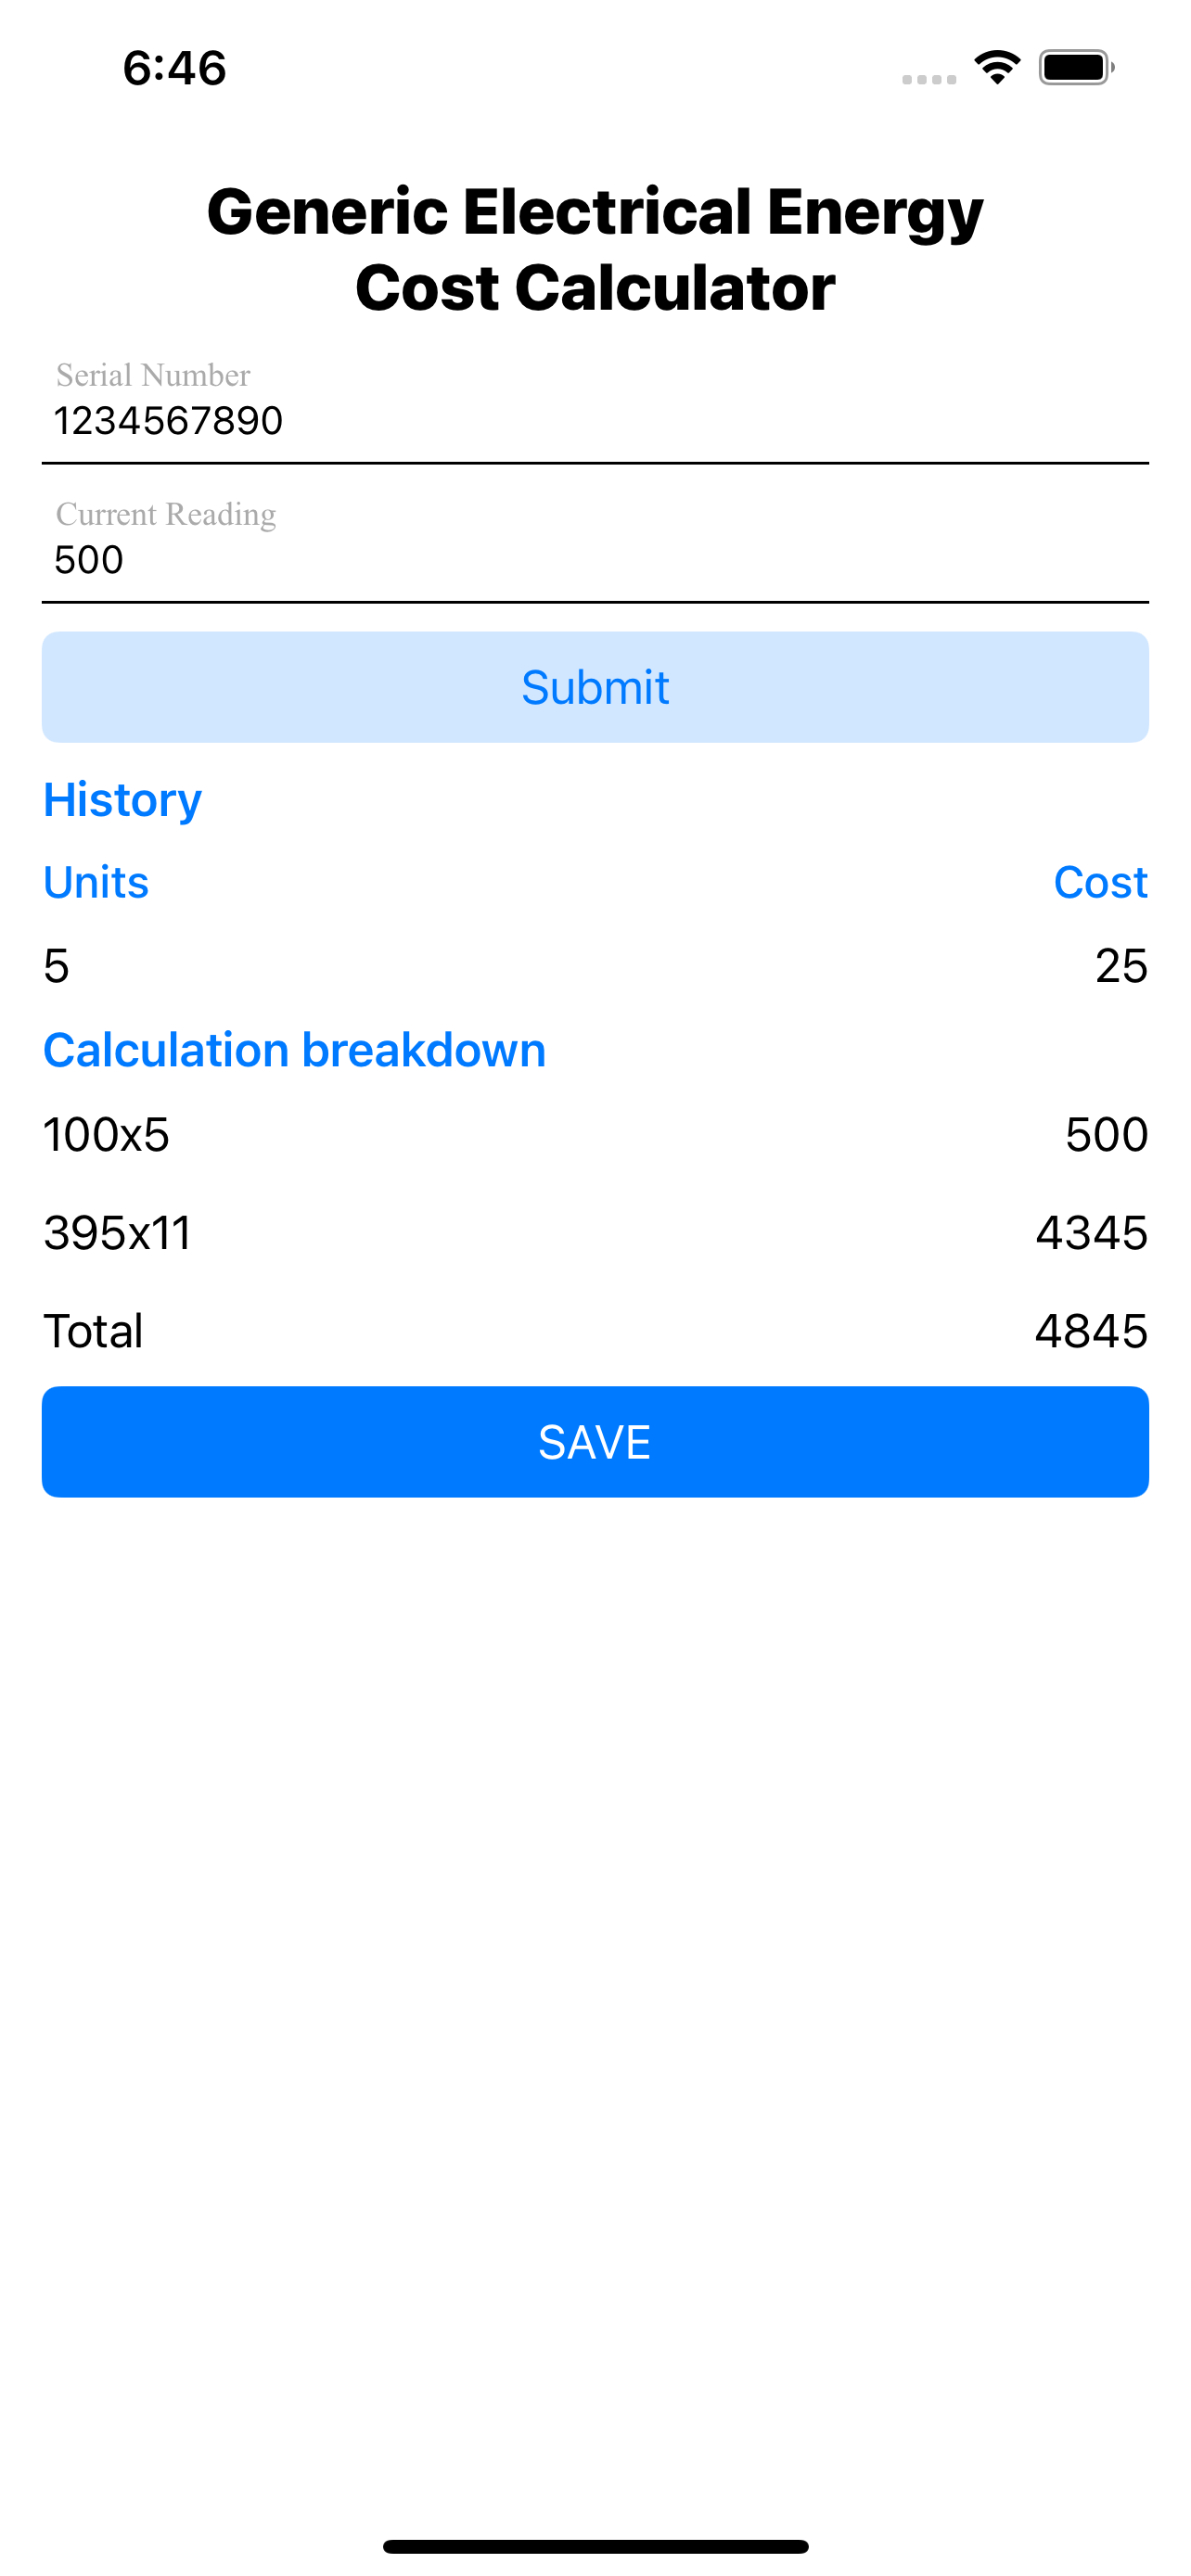 6:46
Generic Electrical Energy
Cost Calculator
Serial Number
1234567890
Current Reading
500
Submit
History
Units Cost
5 25
Calculation breakdown
100x5 500
395x11 4345
Total 4845
SAVE